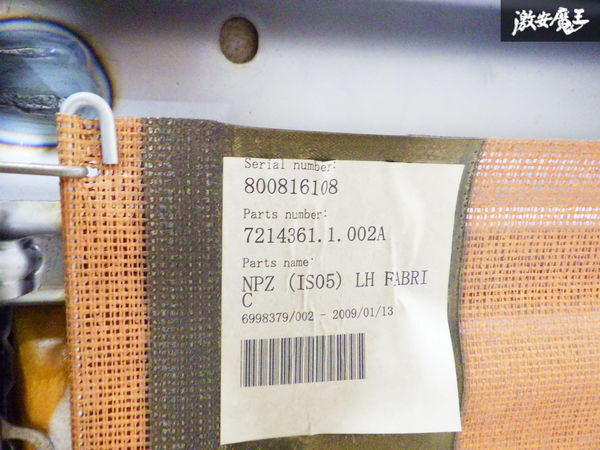 激安魔王
Serial number:
800816108
Parts number:
7214361.1.002A
Parts name:
NPZ (IS05) LH FABRI
C
6998379/002 - 2009/01/13